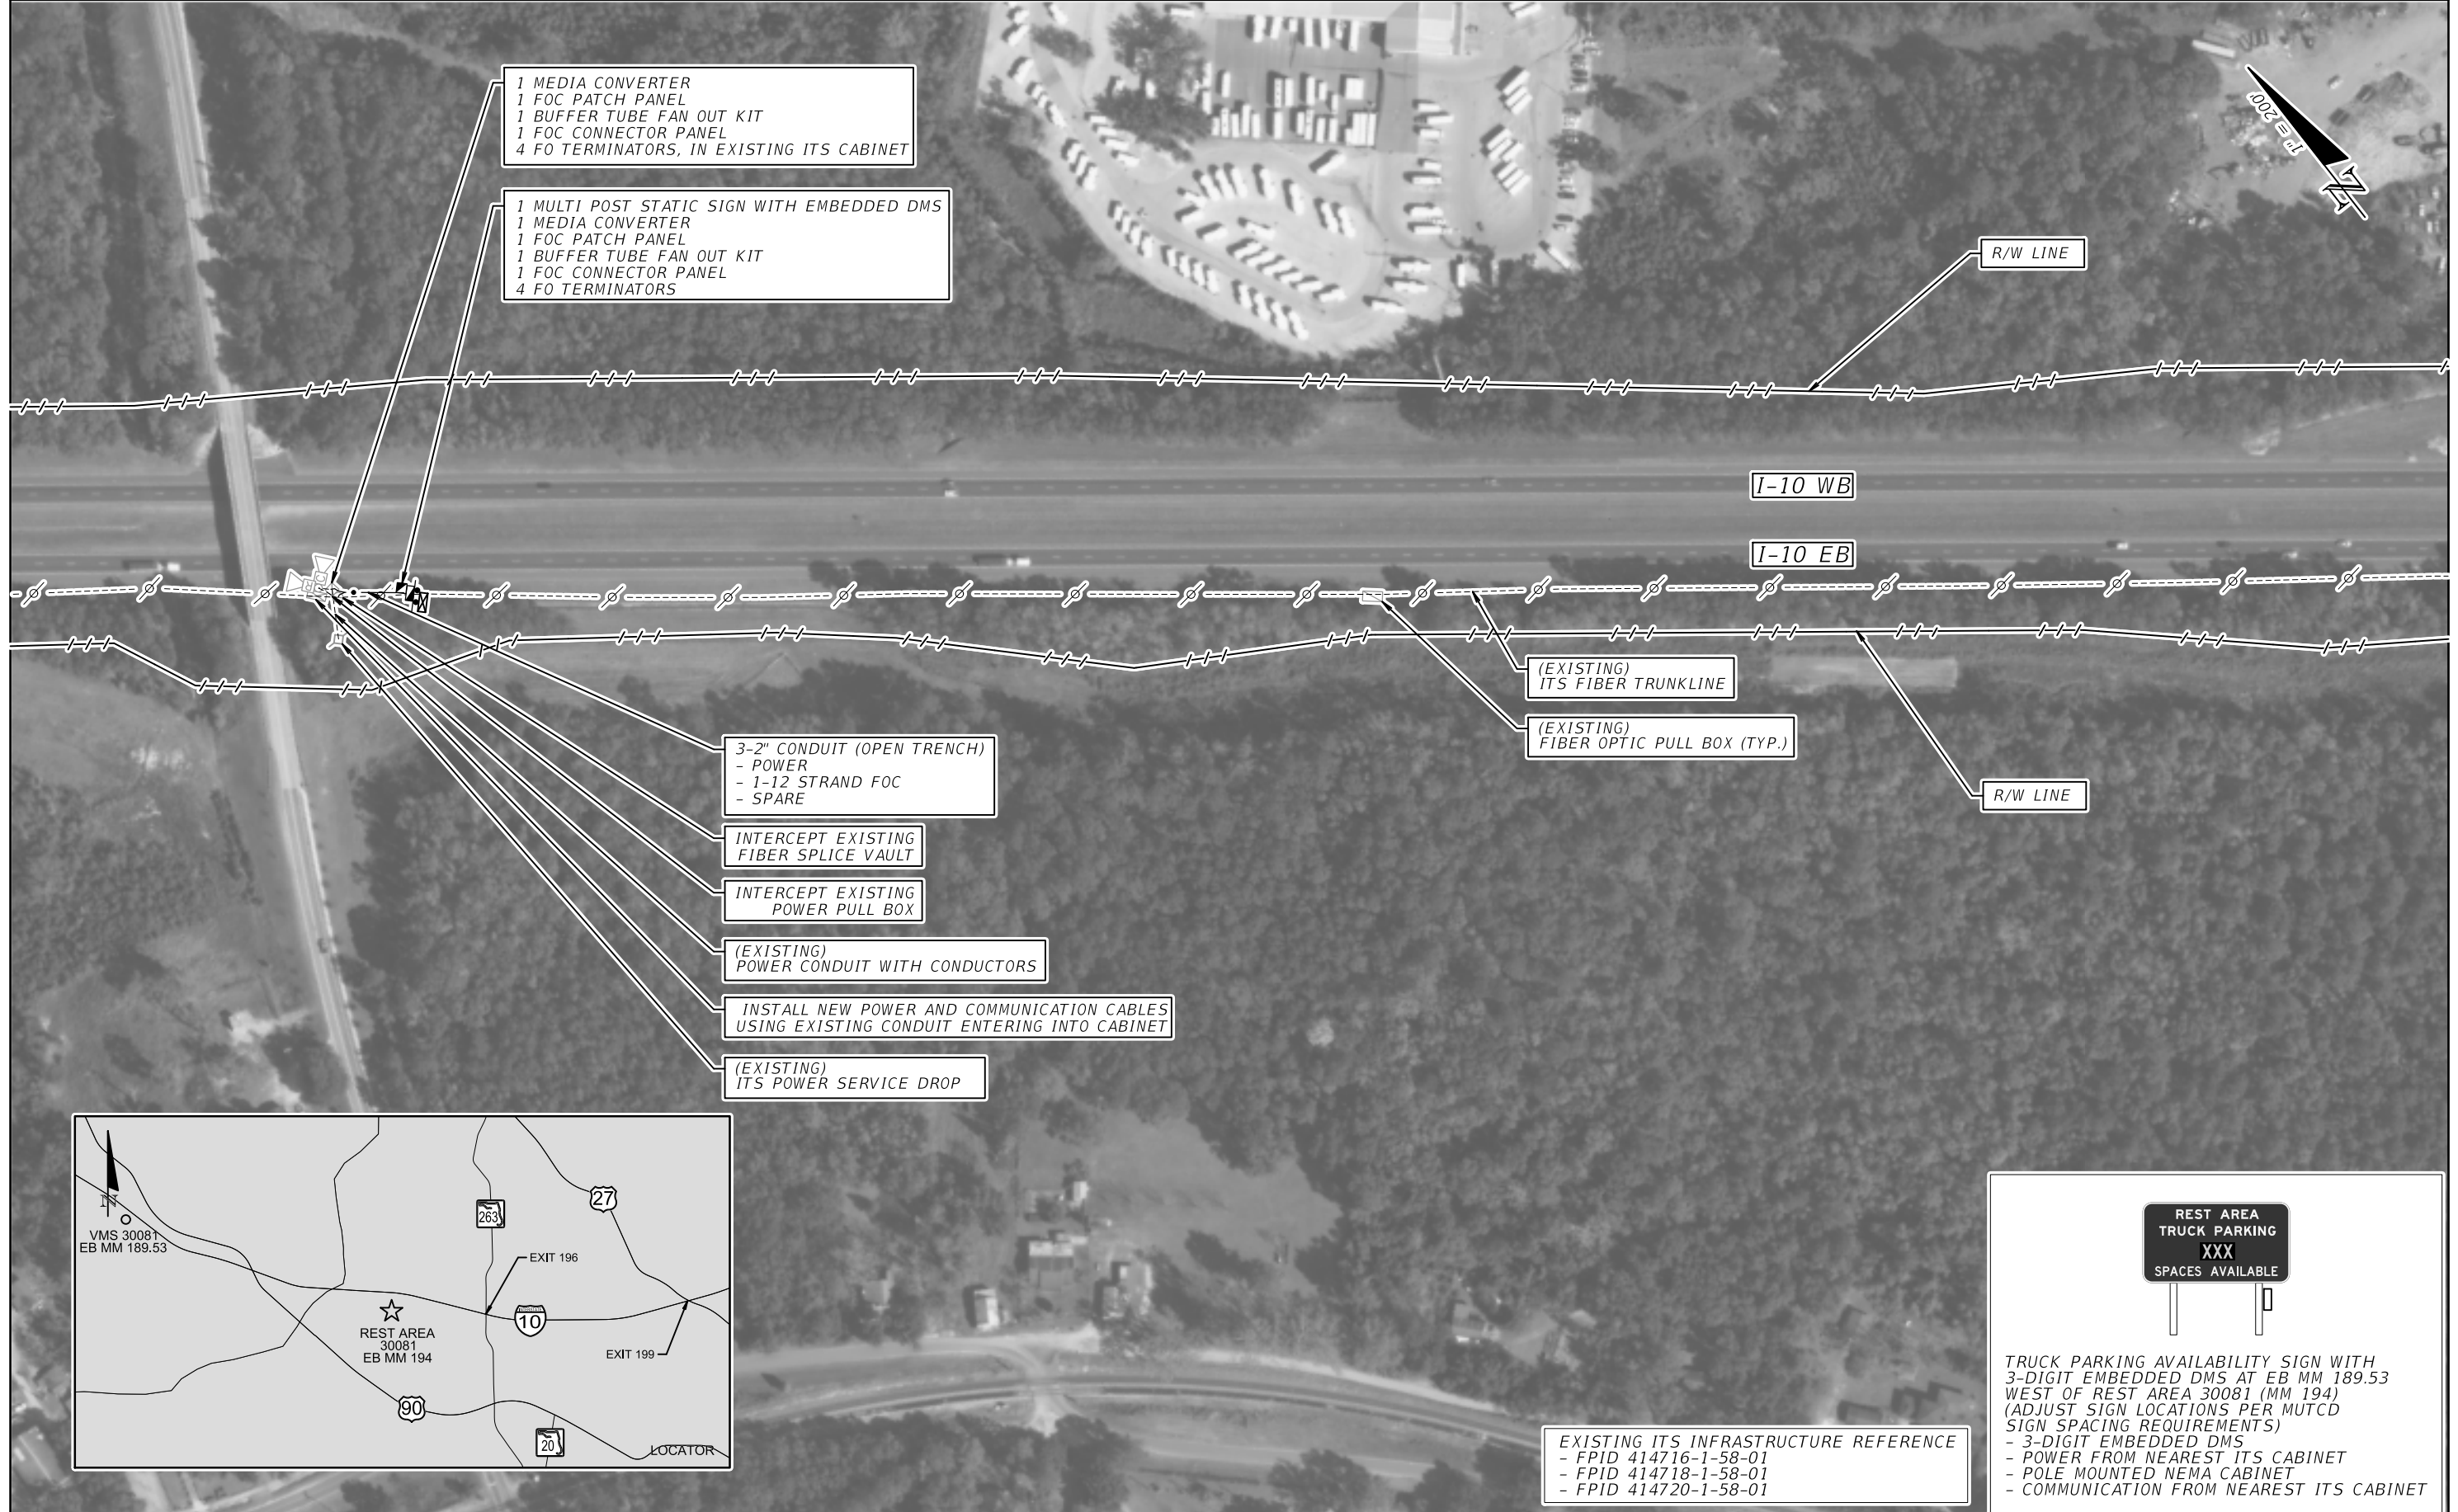 1 MEDIA CONVERTER
1 FOC PATCH PANEL
1 BUFFER TUBE FAN OUT KIT
1 FOC CONNECTOR PANEL
4 FO TERMINATORS, IN EXISTING ITS CABINET
1 MULTI POST STATIC SIGN WITH EMBEDDED DMS
1 MEDIA CONVERTER
1 FOC PATCH PANEL
1 BUFFER TUBE FAN OUT KIT
1 FOC CONNECTOR PANEL
4 FO TERMINATORS
1" = 200'
N
R/W LINE
I-10 WB
I-10 EB
(EXISTING)
ITS FIBER TRUNKLINE
(EXISTING)
FIBER OPTIC PULL BOX (TYP.)
R/W LINE
3-2" CONDUIT (OPEN TRENCH)
- POWER
- 1-12 STRAND FOC
- SPARE
INTERCEPT EXISTING
FIBER SPLICE VAULT
INTERCEPT EXISTING
POWER PULL BOX
(EXISTING)
POWER CONDUIT WITH CONDUCTORS
INSTALL NEW POWER AND COMMUNICATION CABLES
USING EXISTING CONDUIT ENTERING INTO CABINET
(EXISTING)
ITS POWER SERVICE DROP
N
VMS 30081
EB MM 189.53
263
27
EXIT 196
10
REST AREA
30081
EB MM 194
EXIT 199
90
20
LOCATOR
REST AREA
TRUCK PARKING
XXX
SPACES AVAILABLE
TRUCK PARKING AVAILABILITY SIGN WITH
3-DIGIT EMBEDDED DMS AT EB MM 189.53
WEST OF REST AREA 30081 (MM 194)
(ADJUST SIGN LOCATIONS PER MUTCD
SIGN SPACING REQUIREMENTS)
- 3-DIGIT EMBEDDED DMS
- POWER FROM NEAREST ITS CABINET
- POLE MOUNTED NEMA CABINET
- COMMUNICATION FROM NEAREST ITS CABINET
EXISTING ITS INFRASTRUCTURE REFERENCE
- FPID 414716-1-58-01
- FPID 414718-1-58-01
- FPID 414720-1-58-01